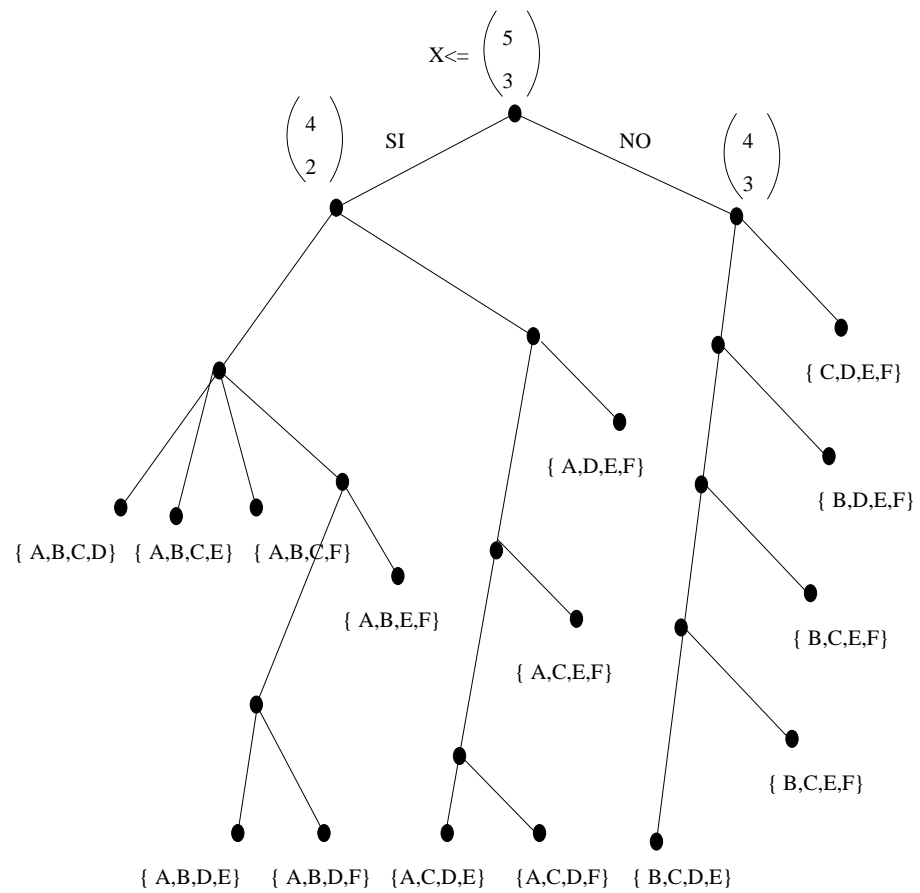 X<= ( 5 3 )
( 4 2 )
SI
NO
( 4 3 )
{ C,D,E,F}
{ A,D,E,F}
{ B,D,E,F}
{ A,B,C,D}
{ A,B,C,E}
{ A,B,C,F}
{ A,B,E,F}
{ B,C,E,F}
{ A,C,E,F}
{ B,C,E,F}
{ A,B,D,E}
{ A,B,D,F}
{A,C,D,E}
{A,C,D,F}
{ B,C,D,E}